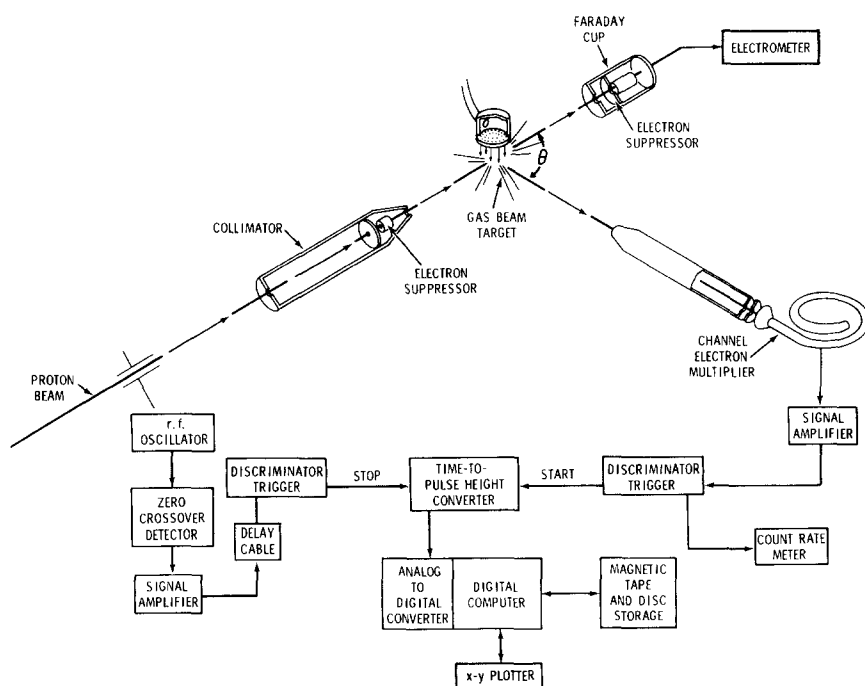 FARADAY
CUP
ELECTROMETER
ELECTRON
SUPPRESSOR
θ
GAS BEAM
TARGET
COLLIMATOR
ELECTRON
SUPPRESSOR
CHANNEL
ELECTRON
MULTIPLIER
PROTON
BEAM
r.f.
OSCILLATOR
SIGNAL
AMPLIFIER
DISCRIMINATOR
TRIGGER
STOP
TIME-TO-
PULSE HEIGHT
CONVERTER
START
DISCRIMINATOR
TRIGGER
ZERO
CROSSOVER
DETECTOR
DELAY
CABLE
COUNT RATE
METER
SIGNAL
AMPLIFIER
ANALOG
TO
DIGITAL
CONVERTER
DIGITAL
COMPUTER
MAGNETIC
TAPE
AND DISC
STORAGE
x-y PLOTTER